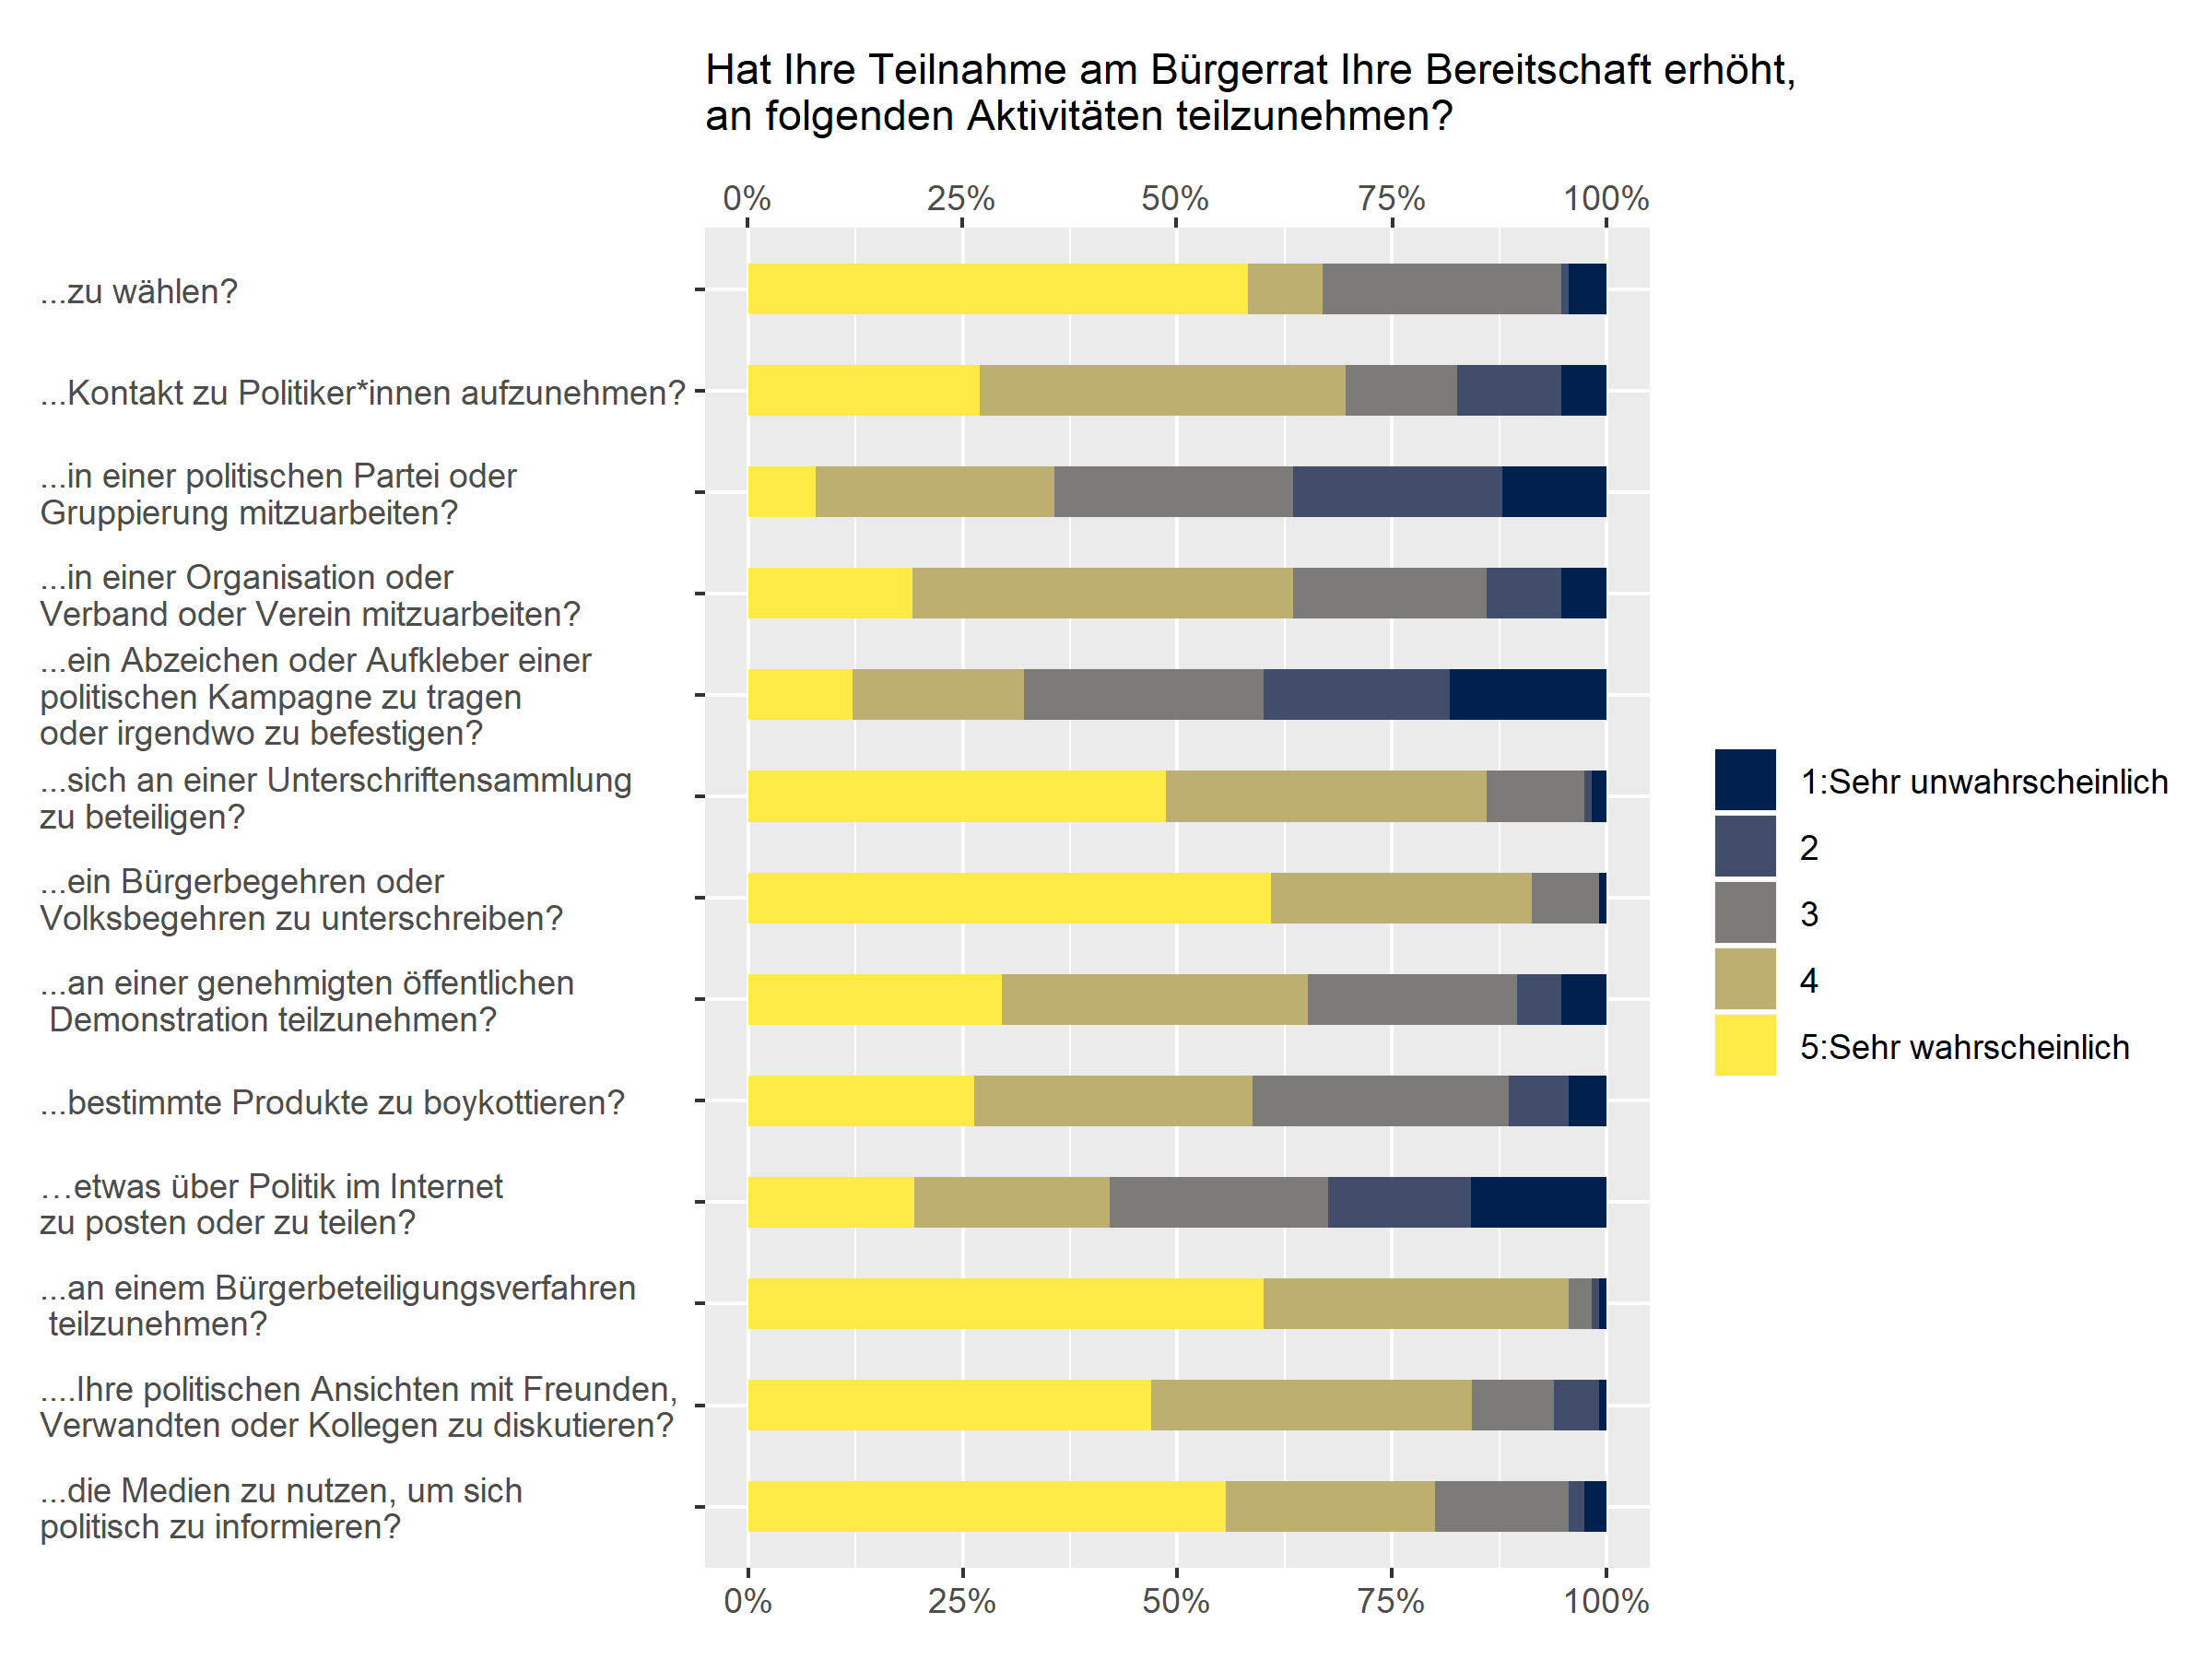 Hat Ihre Teilnahme am Bürgerrat Ihre Bereitschaft erhöht,
an folgenden Aktivitäten teilzunehmen?
0% 25% 50% 75% 100%
...zu wählen?
...Kontakt zu Politiker*innen aufzunehmen?
...in einer politischen Partei oder
Gruppierung mitzuarbeiten?
...in einer Organisation oder
Verband oder Verein mitzuarbeiten?
...ein Abzeichen oder Aufkleber einer
politischen Kampagne zu tragen
oder irgendwo zu befestigen?
...sich an einer Unterschriftensammlung
zu beteiligen?
...ein Bürgerbegehren oder
Volksbegehren zu unterschreiben?
...an einer genehmigten öffentlichen
Demonstration teilzunehmen?
...bestimmte Produkte zu boykottieren?
…etwas über Politik im Internet
zu posten oder zu teilen?
...an einem Bürgerbeteiligungsverfahren
teilzunehmen?
....Ihre politischen Ansichten mit Freunden,
Verwandten oder Kollegen zu diskutieren?
...die Medien zu nutzen, um sich
politisch zu informieren?
0% 25% 50% 75% 100%
1:Sehr unwahrscheinlich
2
3
4
5:Sehr wahrscheinlich